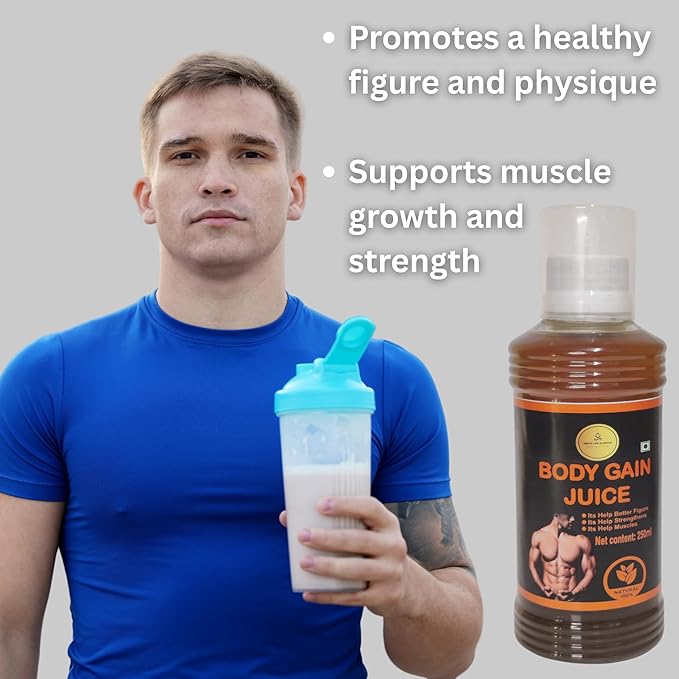 • Promotes a healthy
figure and physique
• Supports muscle
growth and
strength
BODY GAIN
JUICE
Its Help Better Figure
Its Help Strengthens
Its Help Muscles
Net content: 250ml
NATURAL
100%